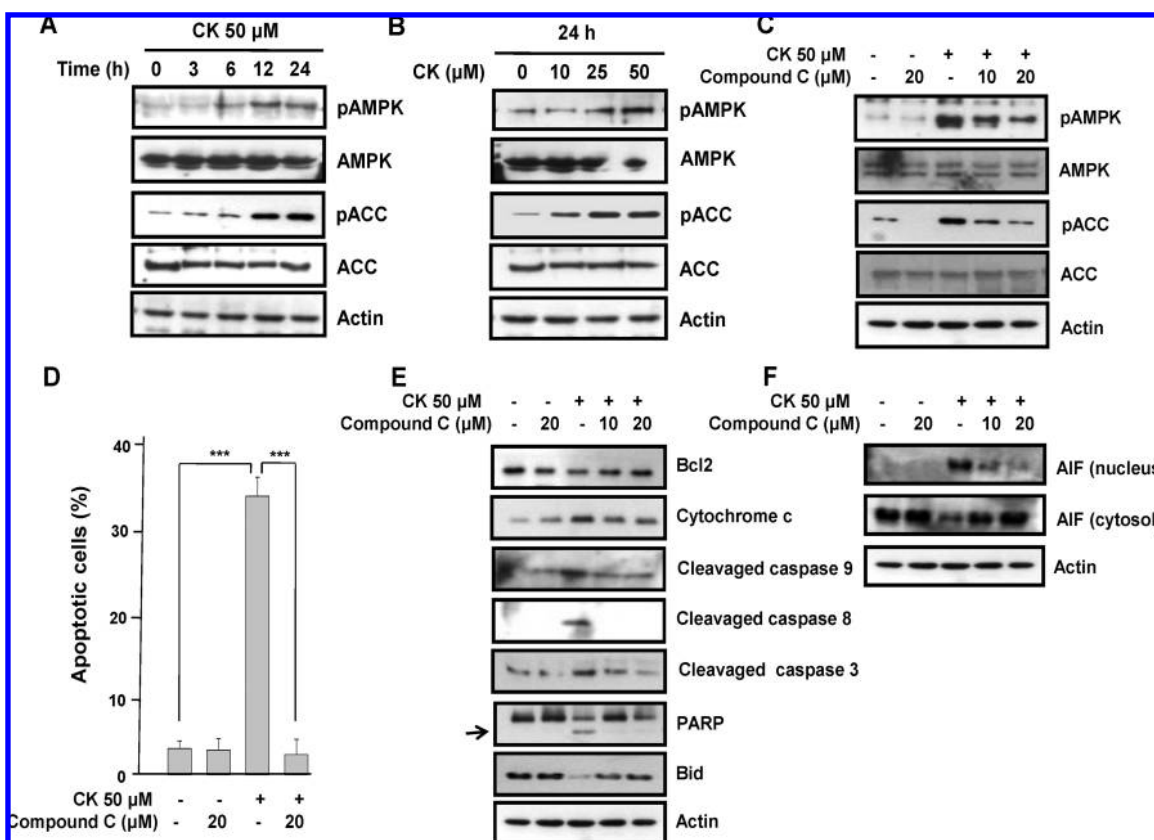 A
CK 50 µM
Time (h) 0 3 6 12 24
pAMPK
AMPK
pACC
ACC
Actin
B
24 h
CK (µM) 0 10 25 50
pAMPK
AMPK
pACC
ACC
Actin
C
CK 50 µM - - + + +
Compound C (µM) - 20 - 10 20
pAMPK
AMPK
pACC
ACC
Actin
D
Apoptotic cells (%)
40
30
20
10
0
*** ***
CK 50 µM - - + +
Compound C (µM) - 20 - 20
E
CK 50 µM - - + + +
Compound C (µM) - 20 - 10 20
Bcl2
Cytochrome c
Cleavaged caspase 9
Cleavaged caspase 8
Cleavaged caspase 3
PARP
Bid
Actin
F
CK 50 µM - - + + +
Compound C (µM) - 20 - 10 20
AIF (nucleus
AIF (cytosol
Actin